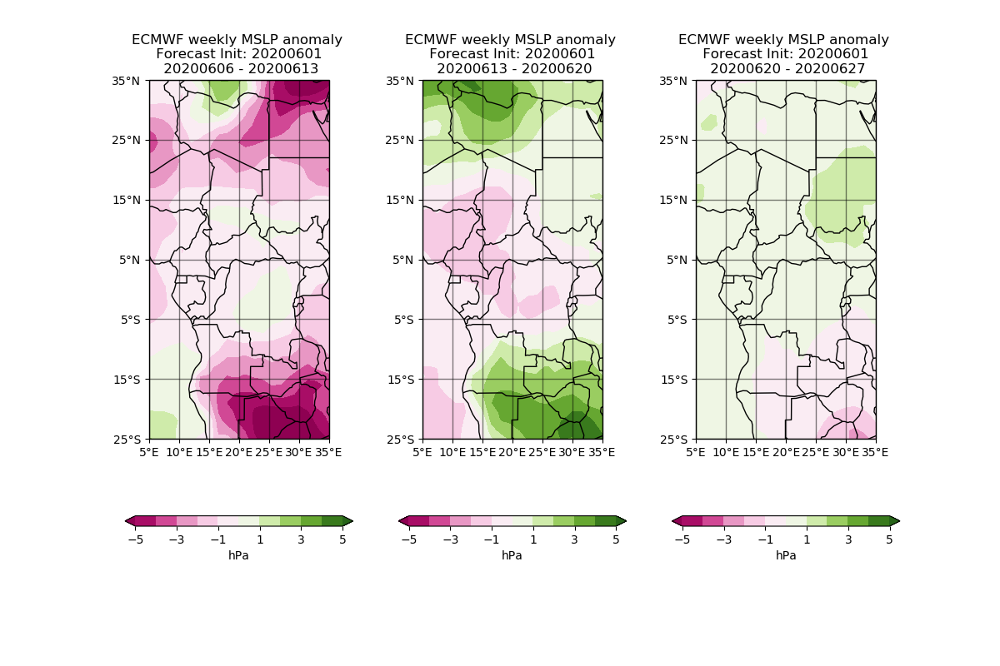 ECMWF weekly MSLP anomaly
Forecast Init: 20200601
20200606 - 20200613
35°N
25°N
15°N
5°N
5°S
15°S
25°S
5°E 10°E 15°E 20°E 25°E 30°E 35°E
−5 −3 −1 1 3 5
hPa
ECMWF weekly MSLP anomaly
Forecast Init: 20200601
20200613 - 20200620
35°N
25°N
15°N
5°N
5°S
15°S
25°S
5°E 10°E 15°E 20°E 25°E 30°E 35°E
−5 −3 −1 1 3 5
hPa
ECMWF weekly MSLP anomaly
Forecast Init: 20200601
20200620 - 20200627
35°N
25°N
15°N
5°N
5°S
15°S
25°S
5°E 10°E 15°E 20°E 25°E 30°E 35°E
−5 −3 −1 1 3 5
hPa